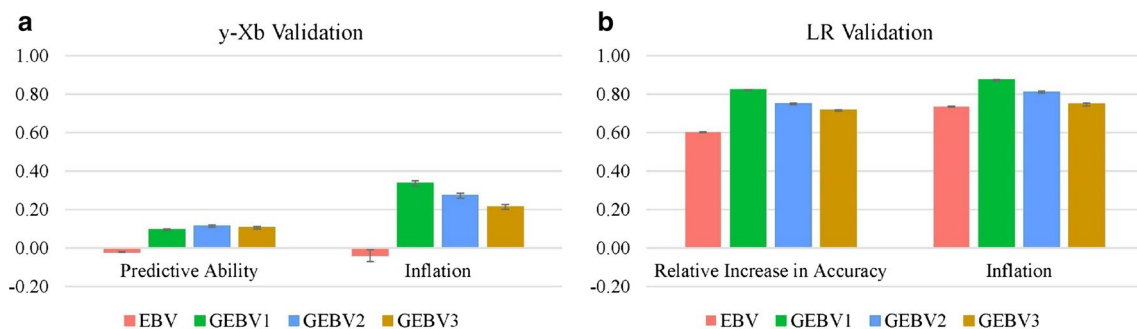 a
y-Xb Validation
1.00
0.80
0.60
0.40
0.20
0.00
-0.20
Predictive Ability
Inflation
EBV GEBV1 GEBV2 GEBV3
b
LR Validation
1.00
0.80
0.60
0.40
0.20
0.00
-0.20
Relative Increase in Accuracy
Inflation
EBV GEBV1 GEBV2 GEBV3